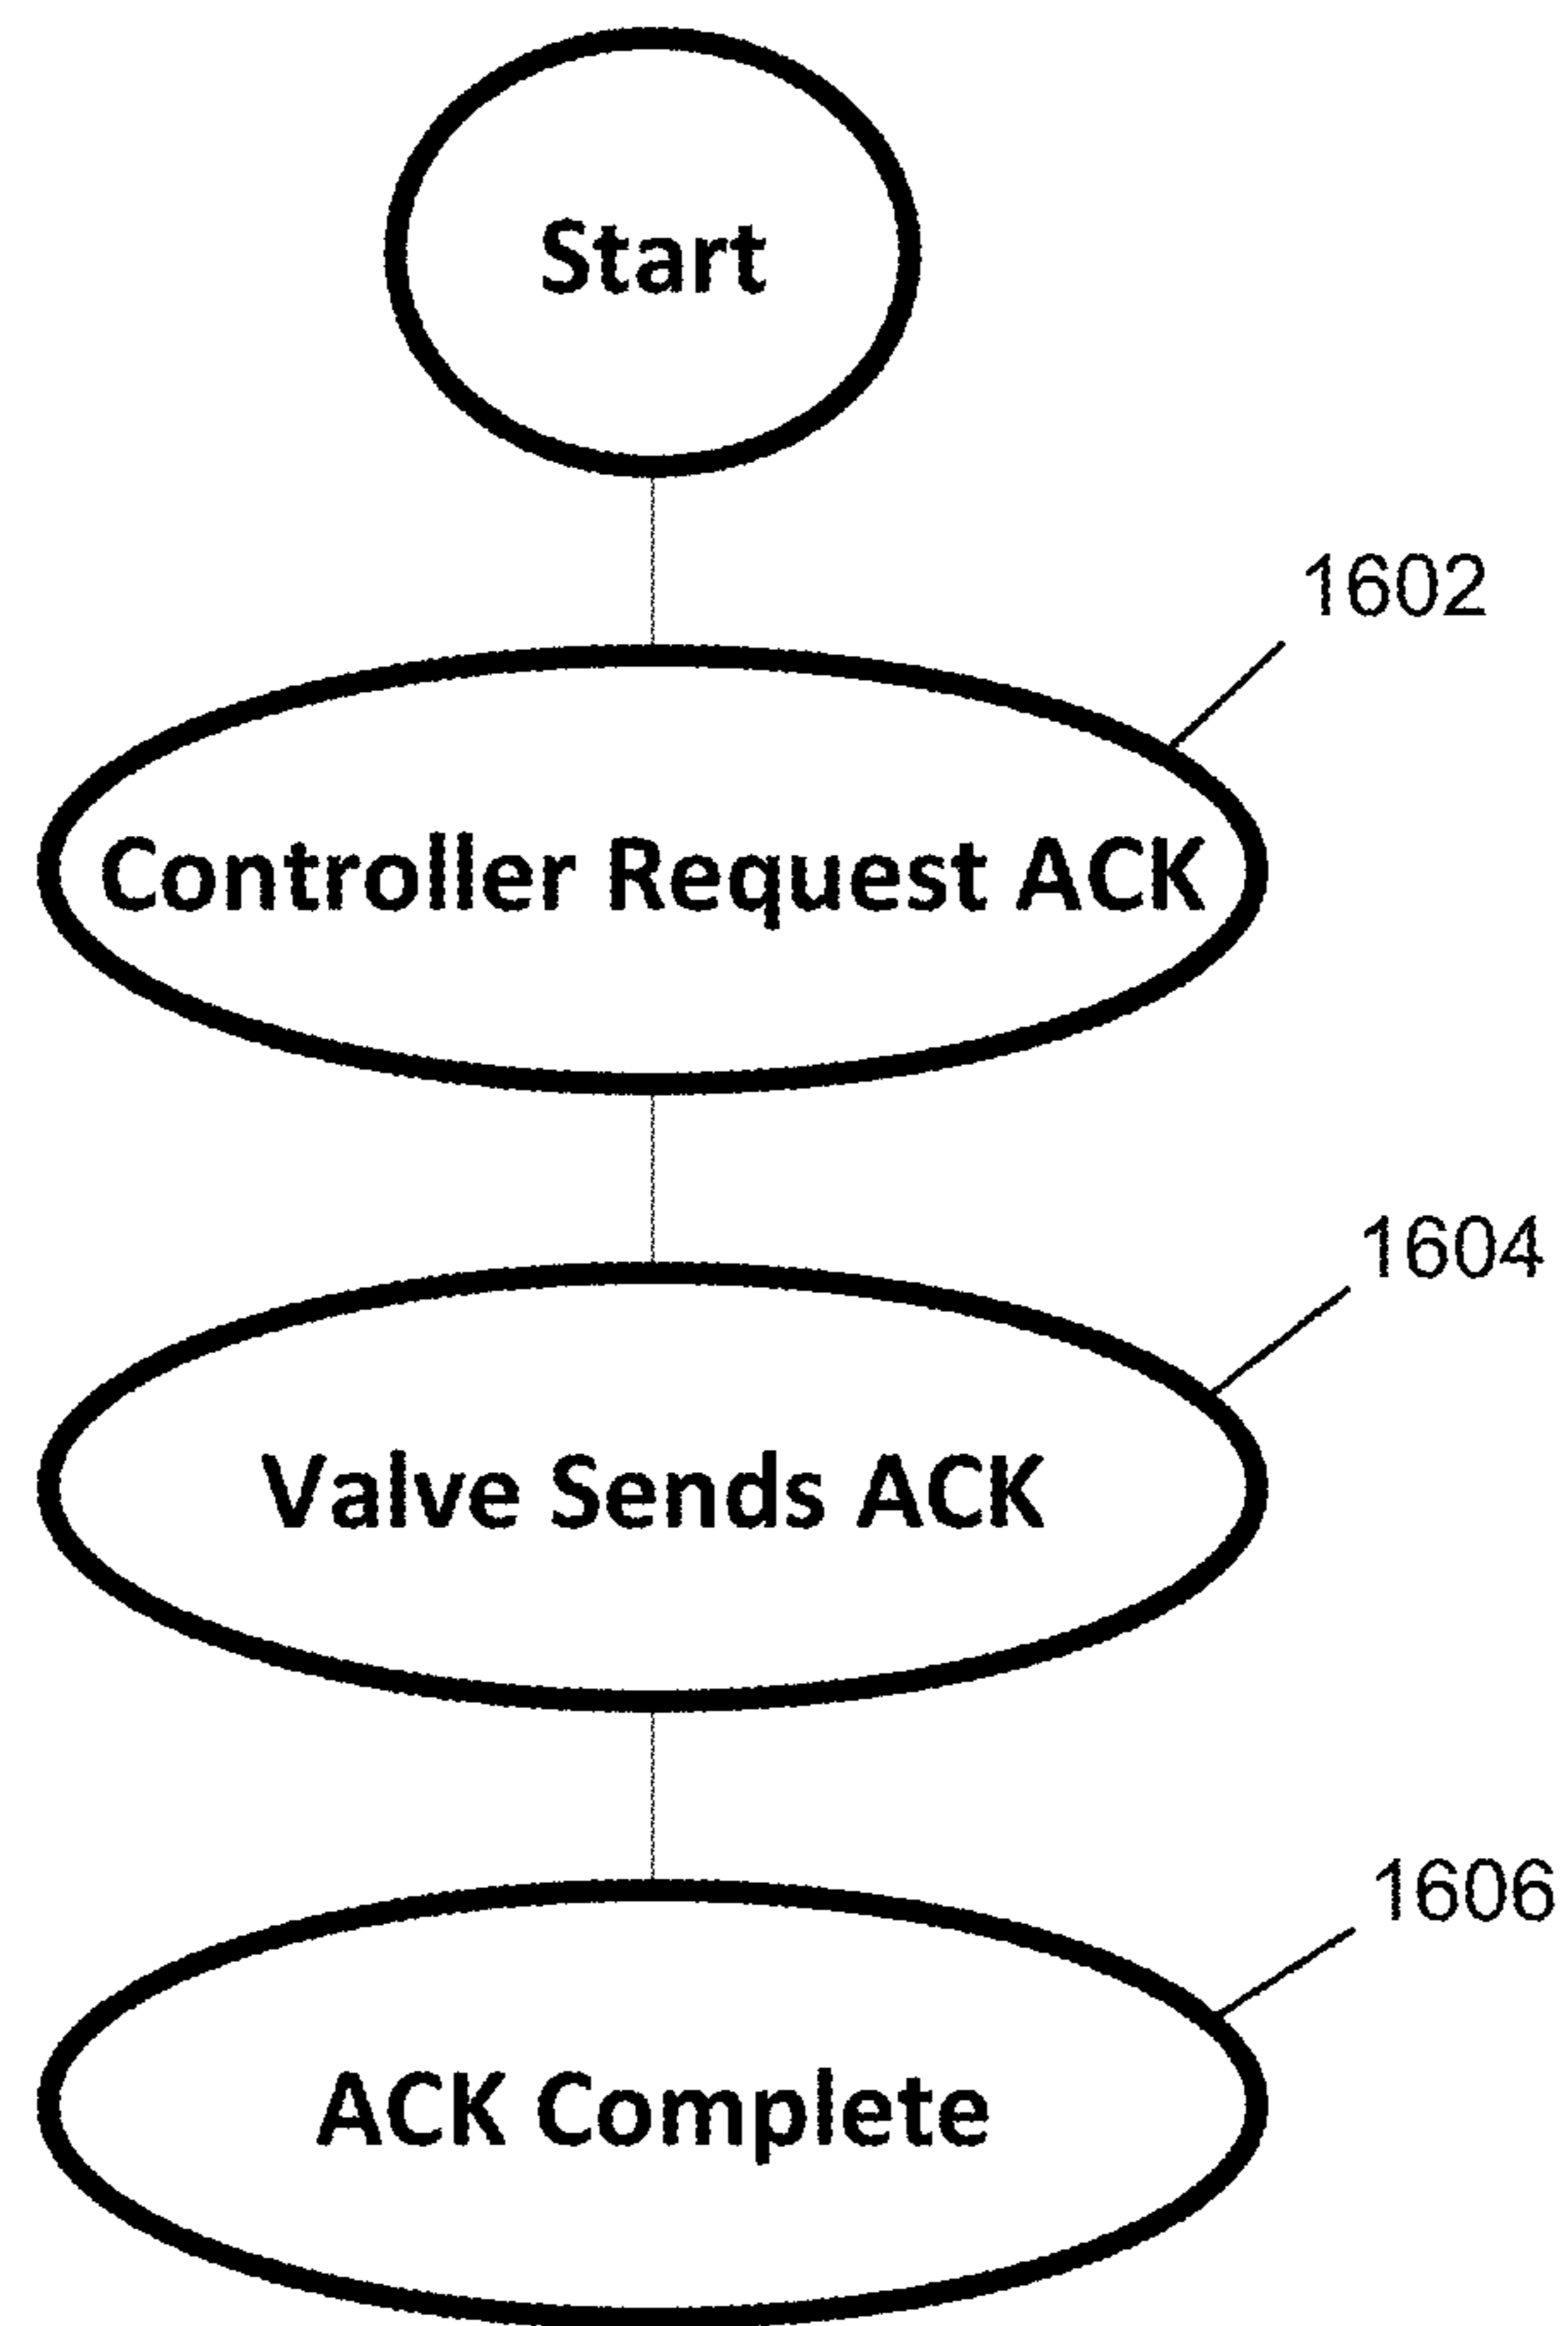 Start
1602
Controller Request ACK
1604
Valve Sends ACK
1606
ACK Complete